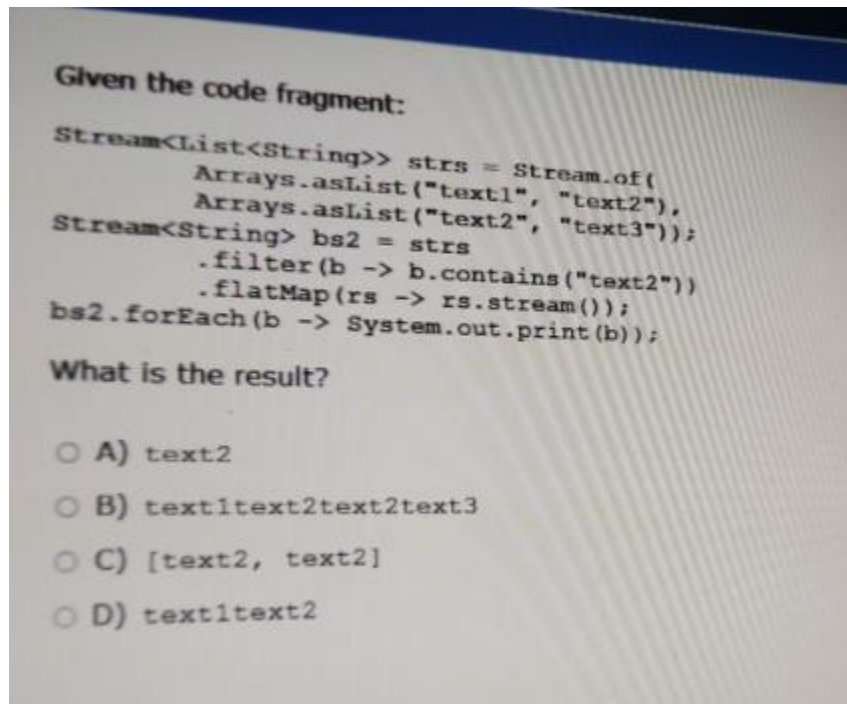 Given the code fragment:
Stream<List<String>> strs = Stream.of(
Arrays.asList("text1", "text2"),
Arrays.asList("text2", "text3"));
Stream<String> bs2 = strs
.filter(b -> b.contains("text2"))
.flatMap(rs -> rs.stream());
bs2.forEach(b -> System.out.print(b));
What is the result?
A) text2
B) text1text2text2text3
C) [text2, text2]
D) text1text2